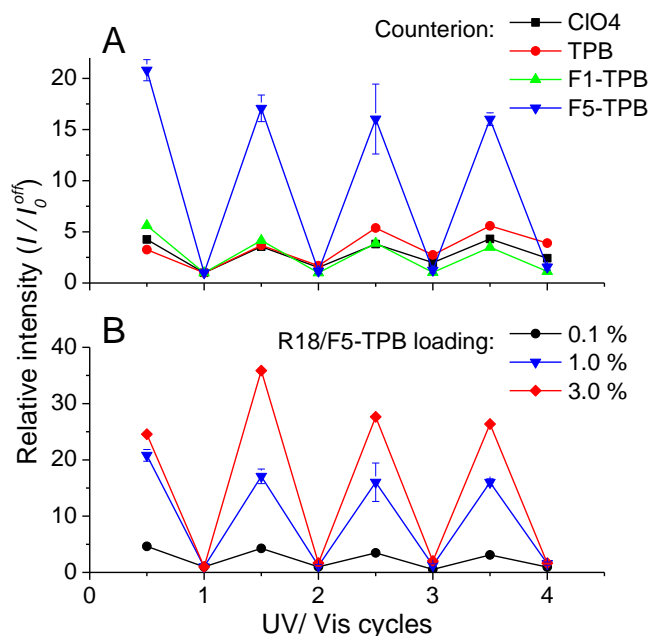 A
Counterion:
ClO4
TPB
F1-TPB
F5-TPB
20
15
10
5
0
Relative intensity (I / I₀ᵒᶠᶠ)
B
R18/F5-TPB loading:
0.1 %
1.0 %
3.0 %
40
30
20
10
0
0 1 2 3 4
UV/ Vis cycles